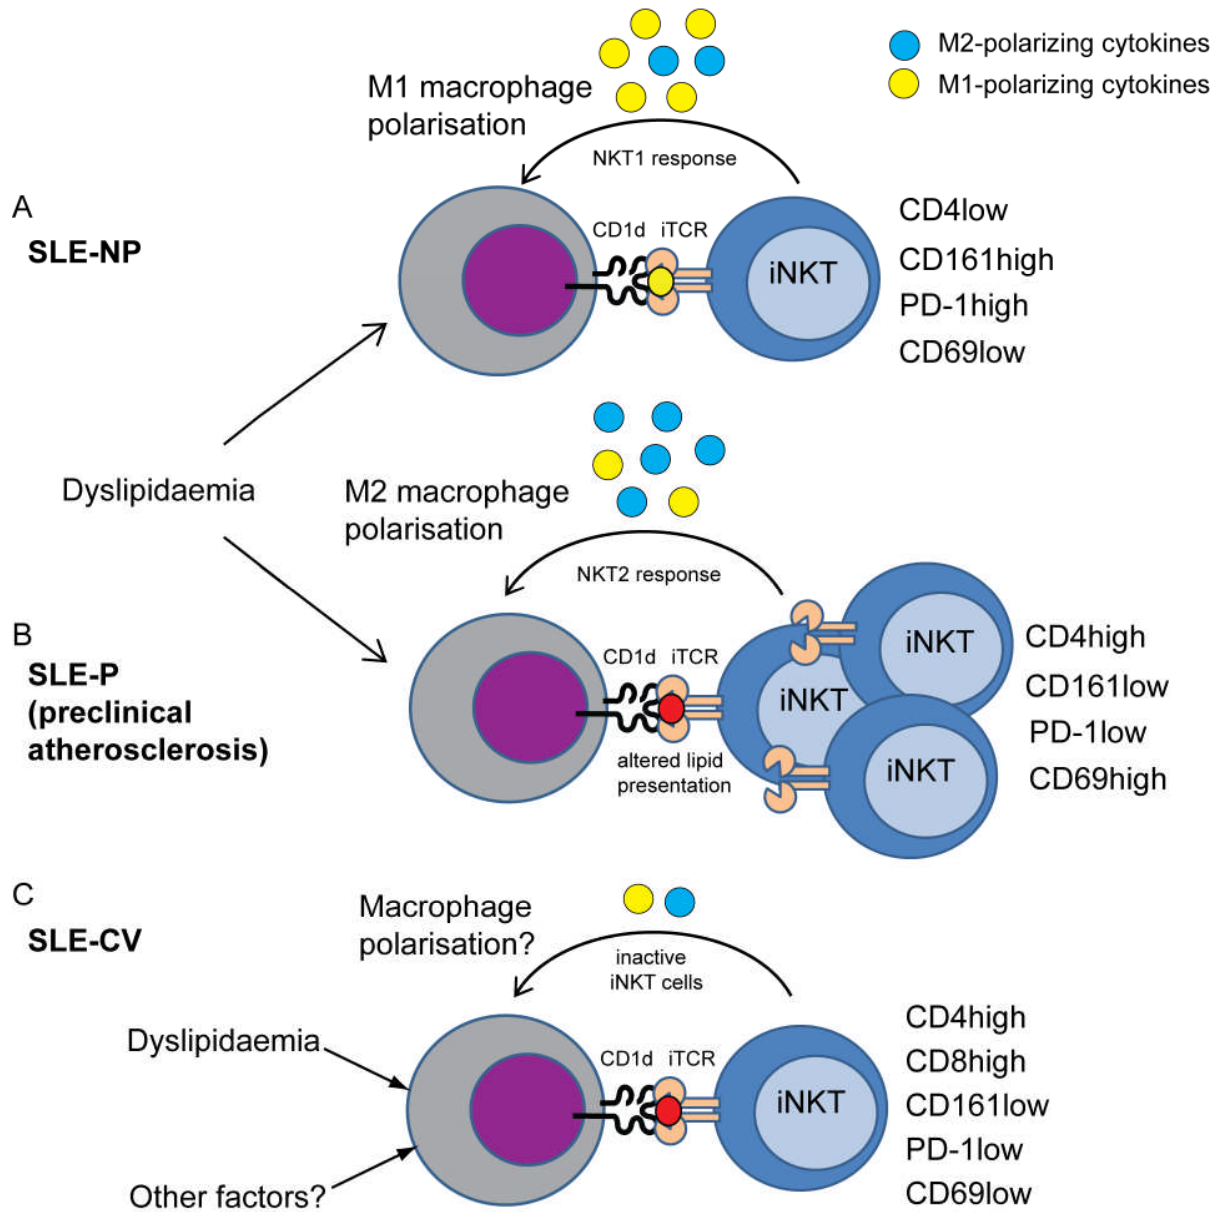 M2-polarizing cytokines
M1-polarizing cytokines
M1 macrophage
polarisation
NKT1 response
A
SLE-NP
CD1d iTCR
iNKT
CD4low
CD161high
PD-1high
CD69low
Dyslipidaemia
M2 macrophage
polarisation
NKT2 response
B
SLE-P
(preclinical
atherosclerosis)
CD1d iTCR
altered lipid
presentation
iNKT
iNKT
iNKT
CD4high
CD161low
PD-1low
CD69high
C
SLE-CV
Macrophage
polarisation?
inactive
iNKT cells
Dyslipidaemia
Other factors?
CD1d iTCR
iNKT
CD4high
CD8high
CD161low
PD-1low
CD69low